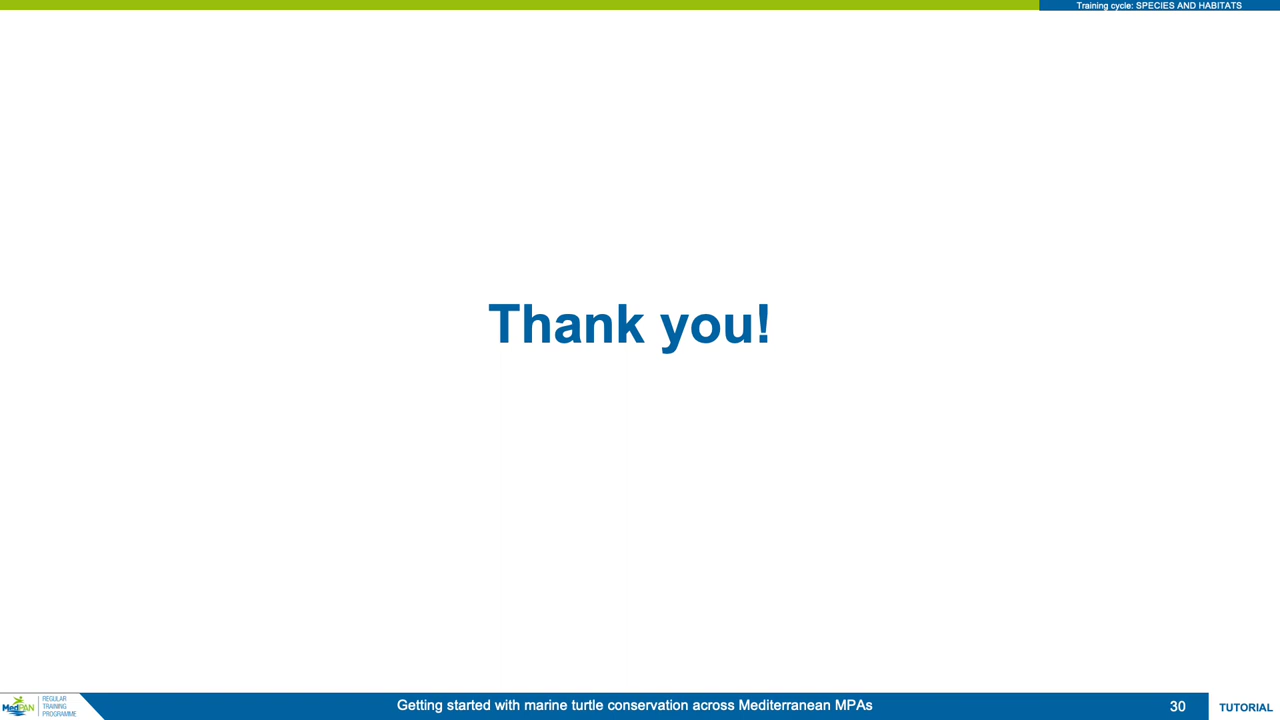 Training cycle: SPECIES AND HABITATS
Thank you!
MedPAN
REGULAR
TRAINING
PROGRAMME
Getting started with marine turtle conservation across Mediterranean MPAs
30
TUTORIAL